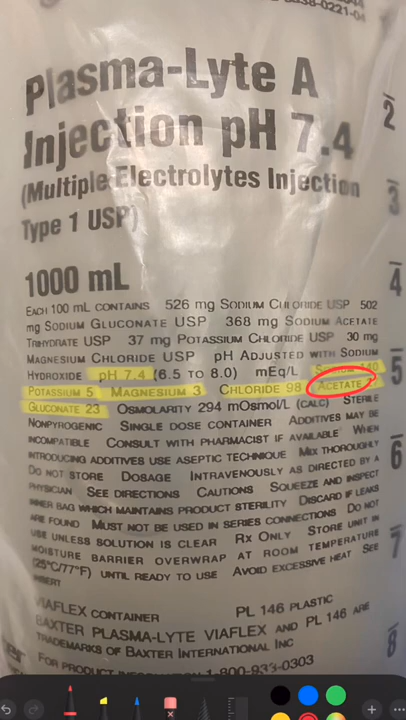 Plasma-Lyte A
Injection pH 7.4
(Multiple Electrolytes Injection
Type 1 USP)
1000 mL
EACH 100 mL CONTAINS 526 mg SODIUM CHLORIDE USP 502
mg SODIUM GLUCONATE USP 368 mg SODIUM ACETATE
TRIHYDRATE USP 37 mg POTASSIUM CHLORIDE USP 30 mg
MAGNESIUM CHLORIDE USP pH ADJUSTED WITH SODIUM
HYDROXIDE pH 7.4 (6.5 TO 8.0) mEq/L SODIUM 140
POTASSIUM 5 MAGNESIUM 3 CHLORIDE 98 ACETATE
GLUCONATE 23 OSMOLARITY 294 mOsmol/L (CALC) STERILE
NONPYROGENIC SINGLE DOSE CONTAINER ADDITIVES MAY BE
INCOMPATIBLE CONSULT WITH PHARMACIST IF AVAILABLE WHEN
INTRODUCING ADDITIVES USE ASEPTIC TECHNIQUE MIX THOROUGHLY
DO NOT STORE DOSAGE INTRAVENOUSLY AS DIRECTED BY A
PHYSICIAN SEE DIRECTIONS CAUTIONS SQUEEZE AND INSPECT
INNER BAG WHICH MAINTAINS PRODUCT STERILITY DISCARD IF LEAKS
ARE FOUND MUST NOT BE USED IN SERIES CONNECTIONS DO NOT
USE UNLESS SOLUTION IS CLEAR RX ONLY STORE UNIT IN
MOISTURE BARRIER OVERWRAP AT ROOM TEMPERATURE
(25°C/77°F) UNTIL READY TO USE AVOID EXCESSIVE HEAT SEE
INSERT
VIAFLEX CONTAINER PL 146 PLASTIC
BAXTER PLASMA-LYTE VIAFLEX AND PL 146 ARE
TRADEMARKS OF BAXTER INTERNATIONAL INC
FOR PRODUCT INFORMATION 1-800-933-0303
2
3
4
5
6
7
8